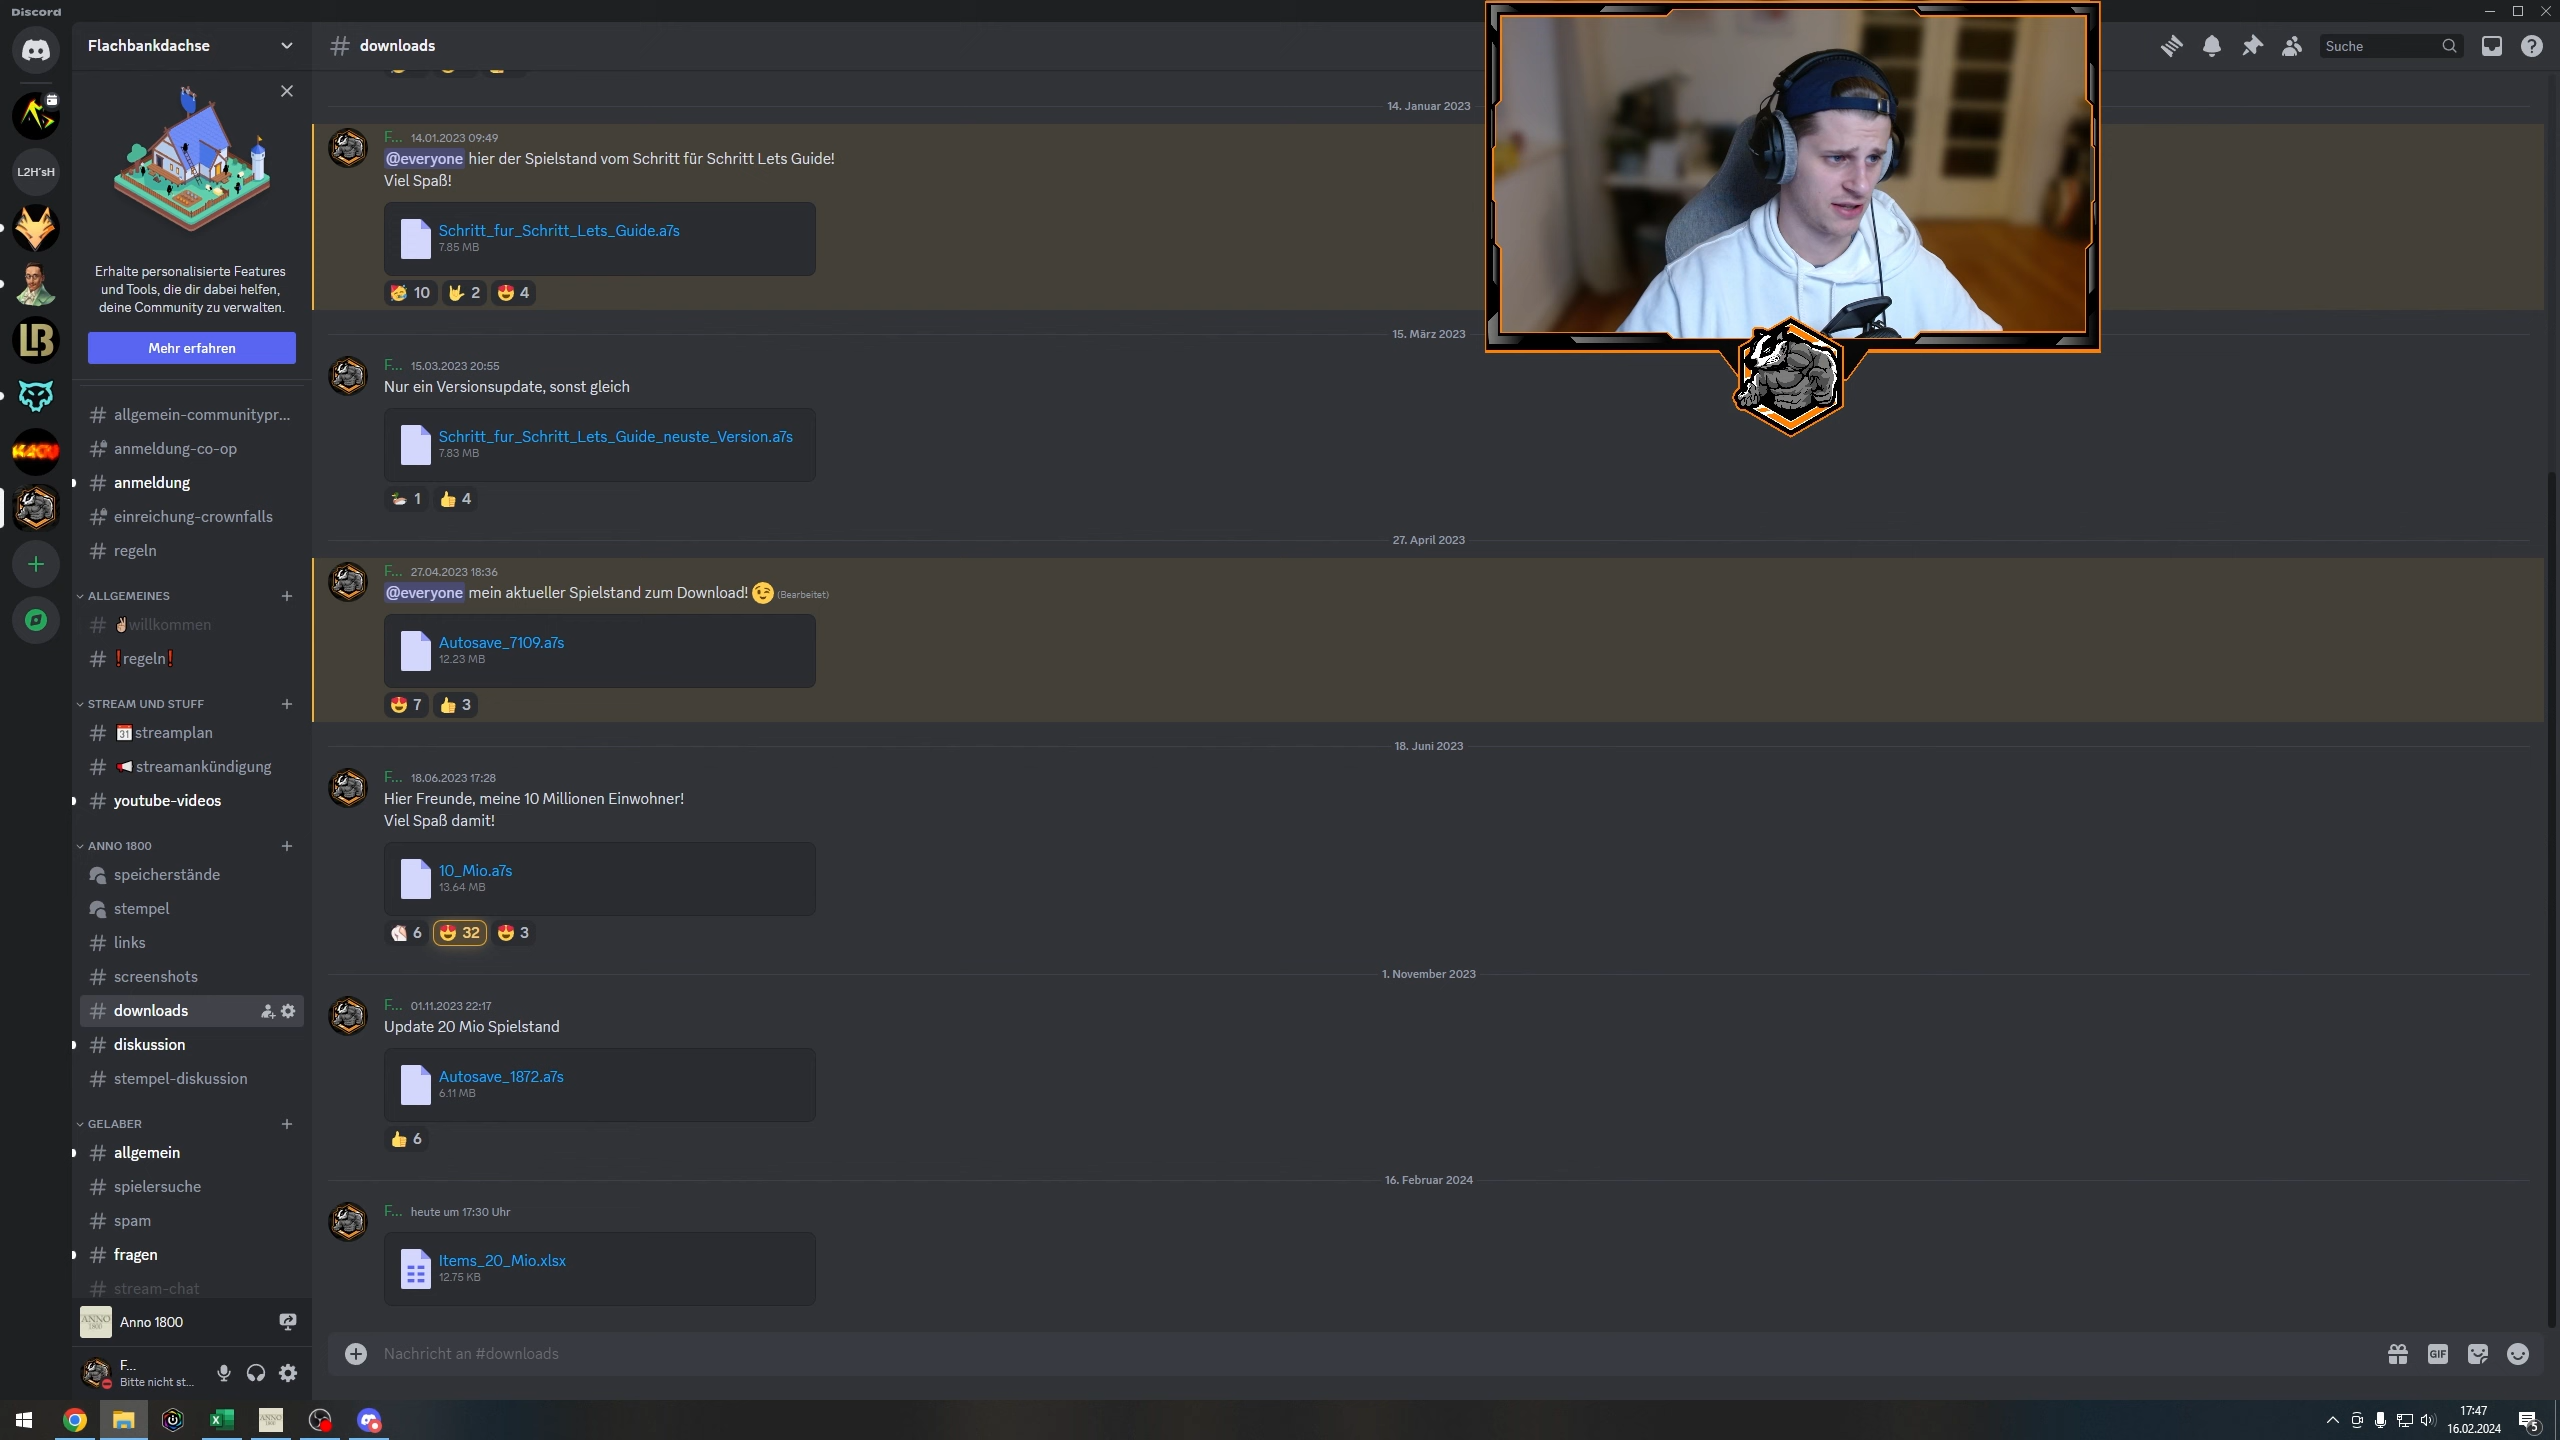 Discord
Flachbankdachse
downloads
Suche
L2H'sH
Erhalte personalisierte Features
und Tools, die dir dabei helfen,
deine Community zu verwalten.
Mehr erfahren
allgemein-communitypr...
anmeldung-co-op
anmeldung
einreichung-crownfalls
regeln
ALLGEMEINES
willkommen
regeln
STREAM UND STUFF
streamplan
streamankündigung
youtube-videos
ANNO 1800
speicherstände
stempel
links
screenshots
downloads
diskussion
stempel-diskussion
GELABER
allgemein
spielersuche
spam
fragen
stream-chat
Anno 1800
F...
Bitte nicht st...
14. Januar 2023
F... 14.01.2023 09:49
@everyone hier der Spielstand vom Schritt für Schritt Lets Guide!
Viel Spaß!
Schritt_fur_Schritt_Lets_Guide.a7s
7.85 MB
10 2 4
15. März 2023
F... 15.03.2023 20:55
Nur ein Versionsupdate, sonst gleich
Schritt_fur_Schritt_Lets_Guide_neuste_Version.a7s
7.83 MB
1 4
27. April 2023
F... 27.04.2023 18:36
@everyone mein aktueller Spielstand zum Download! (Bearbeitet)
Autosave_7109.a7s
12.23 MB
7 3
18. Juni 2023
F... 18.06.2023 17:28
Hier Freunde, meine 10 Millionen Einwohner!
Viel Spaß damit!
10_Mio.a7s
13.64 MB
6 32 3
1. November 2023
F... 01.11.2023 22:17
Update 20 Mio Spielstand
Autosave_1872.a7s
6.11 MB
6
16. Februar 2024
F... heute um 17:30 Uhr
Items_20_Mio.xlsx
12.75 KB
Nachricht an #downloads
GIF
17:47
16.02.2024
5